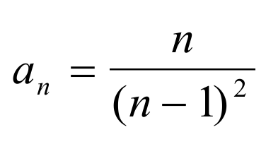 aₙ = n / (n − 1)²